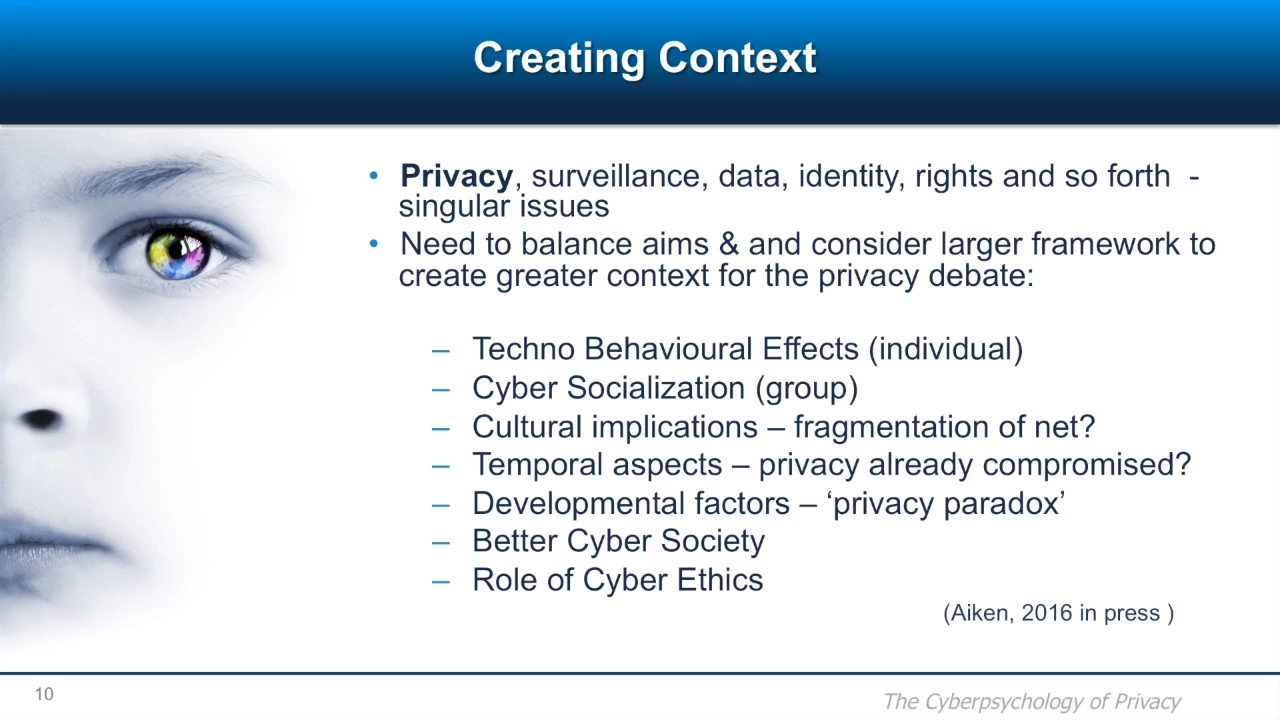 Creating Context
• Privacy, surveillance, data, identity, rights and so forth -
singular issues
• Need to balance aims & and consider larger framework to
create greater context for the privacy debate:
– Techno Behavioural Effects (individual)
– Cyber Socialization (group)
– Cultural implications – fragmentation of net?
– Temporal aspects – privacy already compromised?
– Developmental factors – ‘privacy paradox’
– Better Cyber Society
– Role of Cyber Ethics
(Aiken, 2016 in press )
10
The Cyberpsychology of Privacy